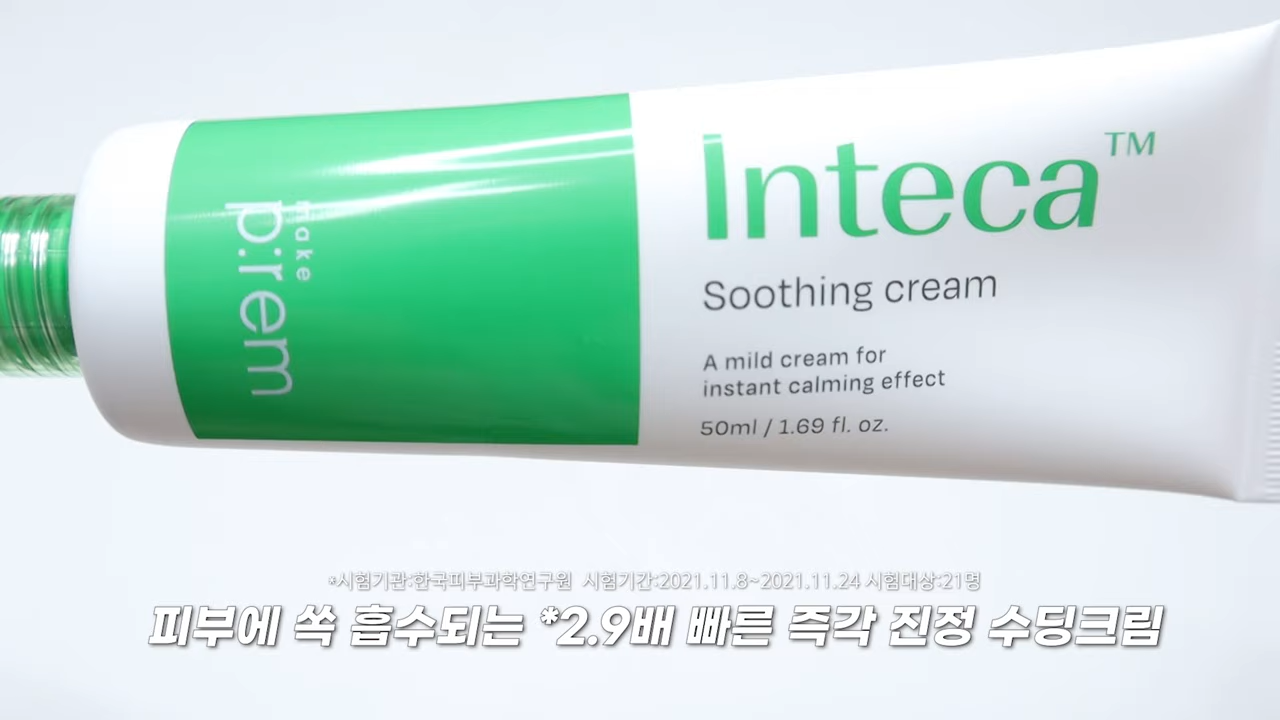 make
p:rem
Inteca™
Soothing cream
A mild cream for
instant calming effect
50ml / 1.69 fl. oz.
*시험기관:한국피부과학연구원 시험기간:2021.11.8~2021.11.24 시험대상:21명
피부에 쏙 흡수되는 *2.9배 빠른 즉각 진정 수딩크림